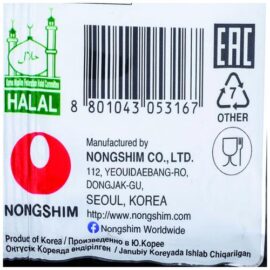 HALAL
EAC
8 801043 053167
7
OTHER
Manufactured by
NONGSHIM CO., LTD.
112, YEOUIDAEBANG-RO,
DONGJAK-GU,
SEOUL, KOREA
http://www.nongshim.com
Nongshim Worldwide
NONGSHIM
Product of Korea / Произведено в Ю.Корее
Оңтүстік Кореяда өндірілген / Janubiy Koreyada Ishlab Chiqarilgan